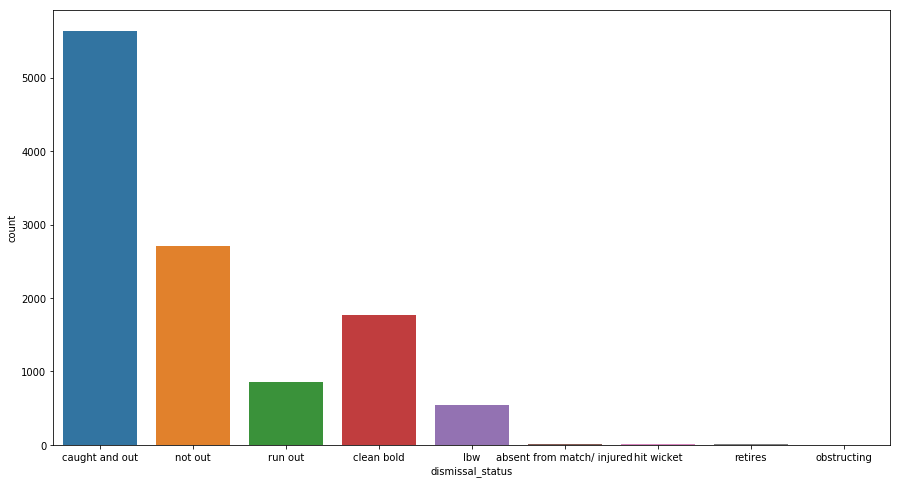 5000
4000
3000
2000
1000
0
count
caught and out not out run out clean bold lbw absent from match/ injured hit wicket retires obstructing
dismissal_status